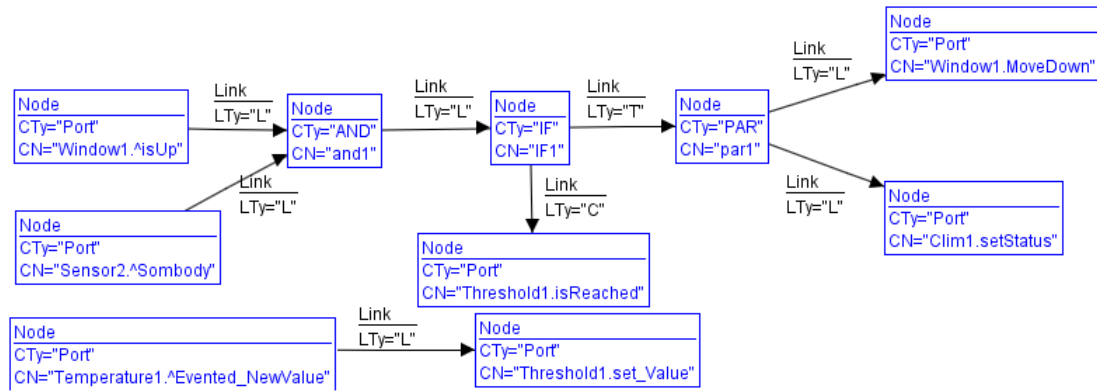 Node
CTy="Port"
CN="Window1.^isUp"
Link
LTy="L"
Node
CTy="AND"
CN="and1"
Link
LTy="L"
Node
CTy="IF"
CN="IF1"
Link
LTy="T"
Node
CTy="PAR"
CN="par1"
Link
LTy="L"
Node
CTy="Port"
CN="Window1.MoveDown"
Link
LTy="L"
Node
CTy="Port"
CN="Clim1.setStatus"
Node
CTy="Port"
CN="Sensor2.^Sombody"
Link
LTy="L"
Link
LTy="C"
Node
CTy="Port"
CN="Threshold1.isReached"
Node
CTy="Port"
CN="Temperature1.^Evented_NewValue"
Link
LTy="L"
Node
CTy="Port"
CN="Threshold1.set_Value"